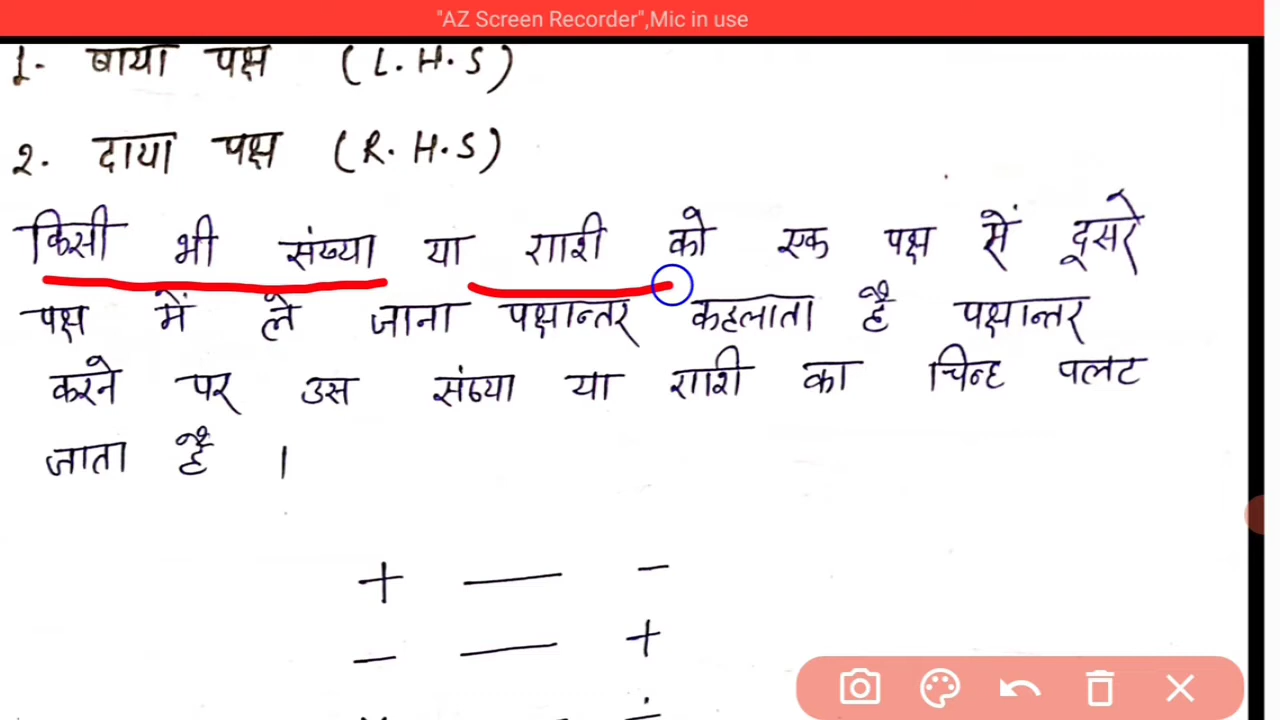 "AZ Screen Recorder",Mic in use
1. बाया पक्ष (L.H.S)
2. दाया पक्ष (R.H.S)
किसी भी संख्या या राशी को एक पक्ष सें दूसरे
पक्ष में ले जाना पक्षान्तर कहलाता है पक्षान्तर
करने पर उस संख्या या राशी का चिन्ह पलट
जाता है ।
+ — -
- — +